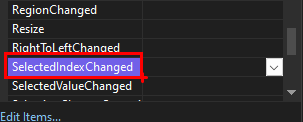 RegionChanged
Resize
RightToLeftChanged
SelectedIndexChanged
SelectedValueChanged
Edit Items...